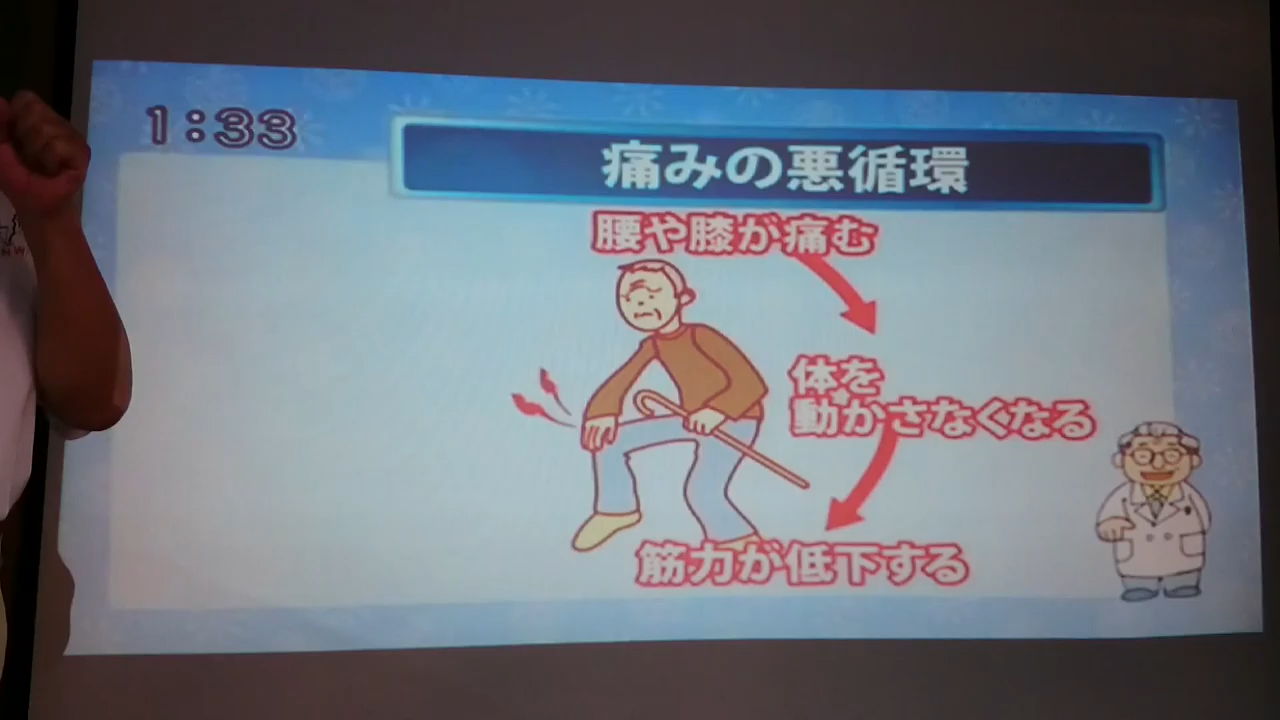 1:33
痛みの悪循環
腰や膝が痛む
体を
動かさなくなる
筋力が低下する